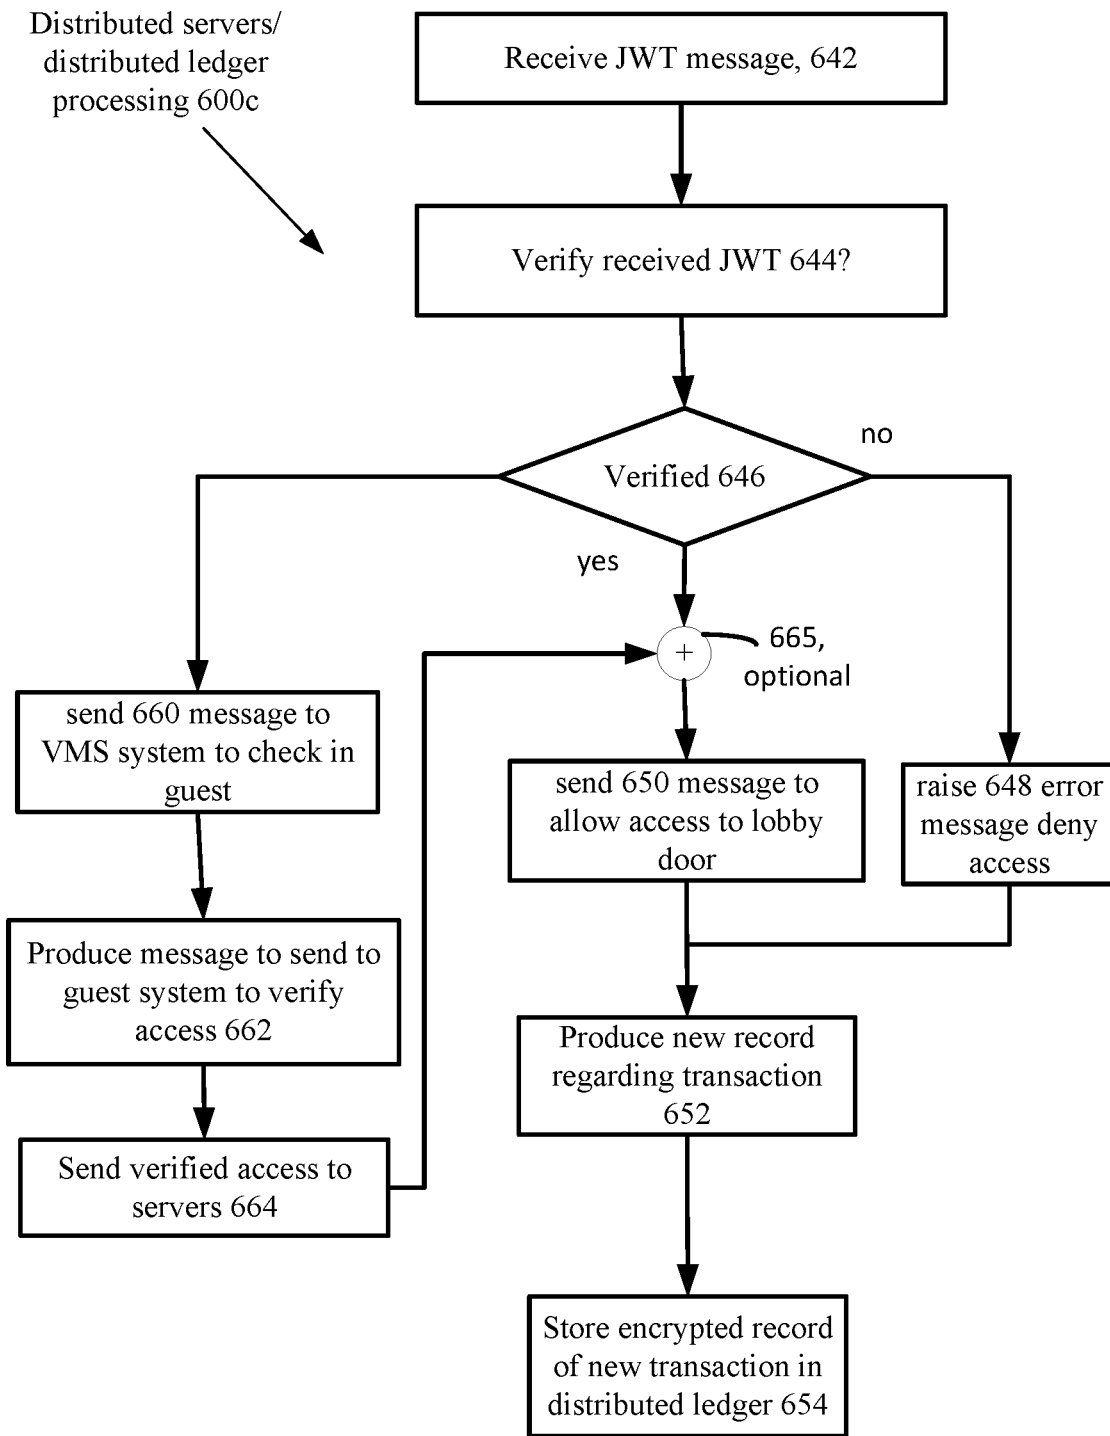 Distributed servers/
distributed ledger
processing 600c
Receive JWT message, 642
Verify received JWT 644?
Verified 646
no
yes
+
665,
optional
send 660 message to
VMS system to check in
guest
send 650 message to
allow access to lobby
door
raise 648 error
message deny
access
Produce message to send to
guest system to verify
access 662
Produce new record
regarding transaction
652
Send verified access to
servers 664
Store encrypted record
of new transaction in
distributed ledger 654